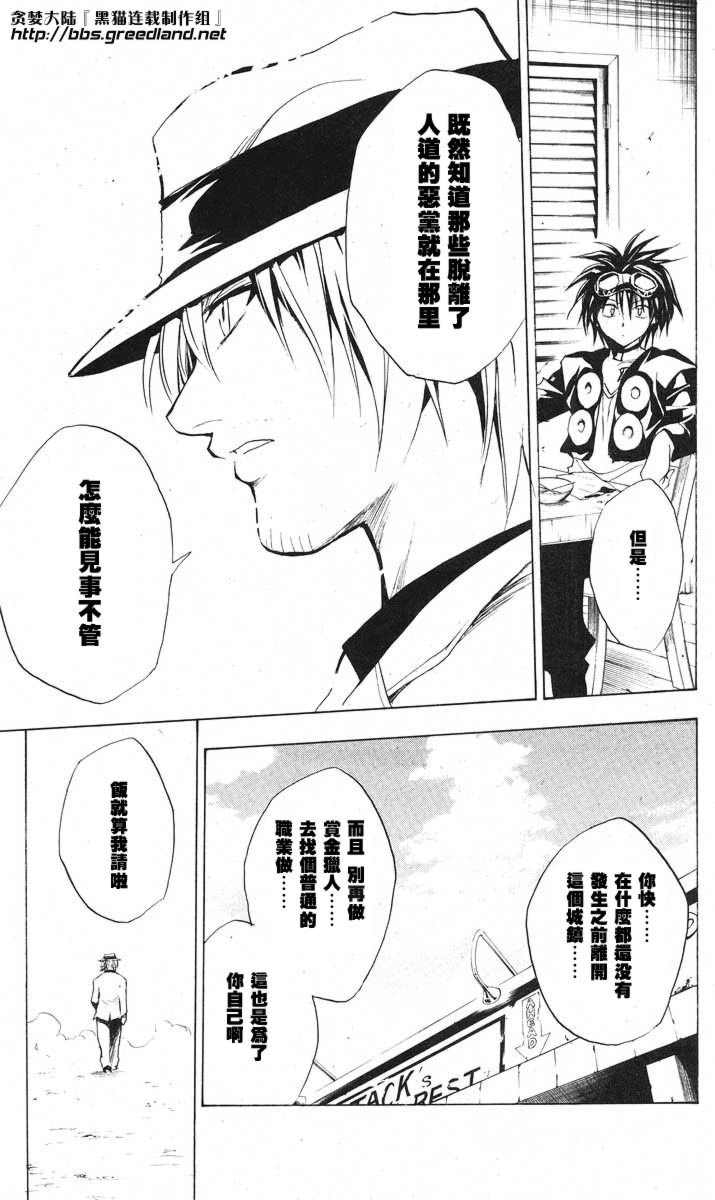 贪婪大陆『黑猫连载制作组』
http://bbs.greedland.net
但是……
既然知道那些脫離了
人道的惡黨就在那里
怎麼能見事不管
你快……
在什麼都還没有
發生之前離開
這個城鎮……
而且 別再做
賞金獵人……
去找個普通的
職業做……
這也是爲了
你自己啊
AHEAD
TACK's
REST
飯就算我請啦